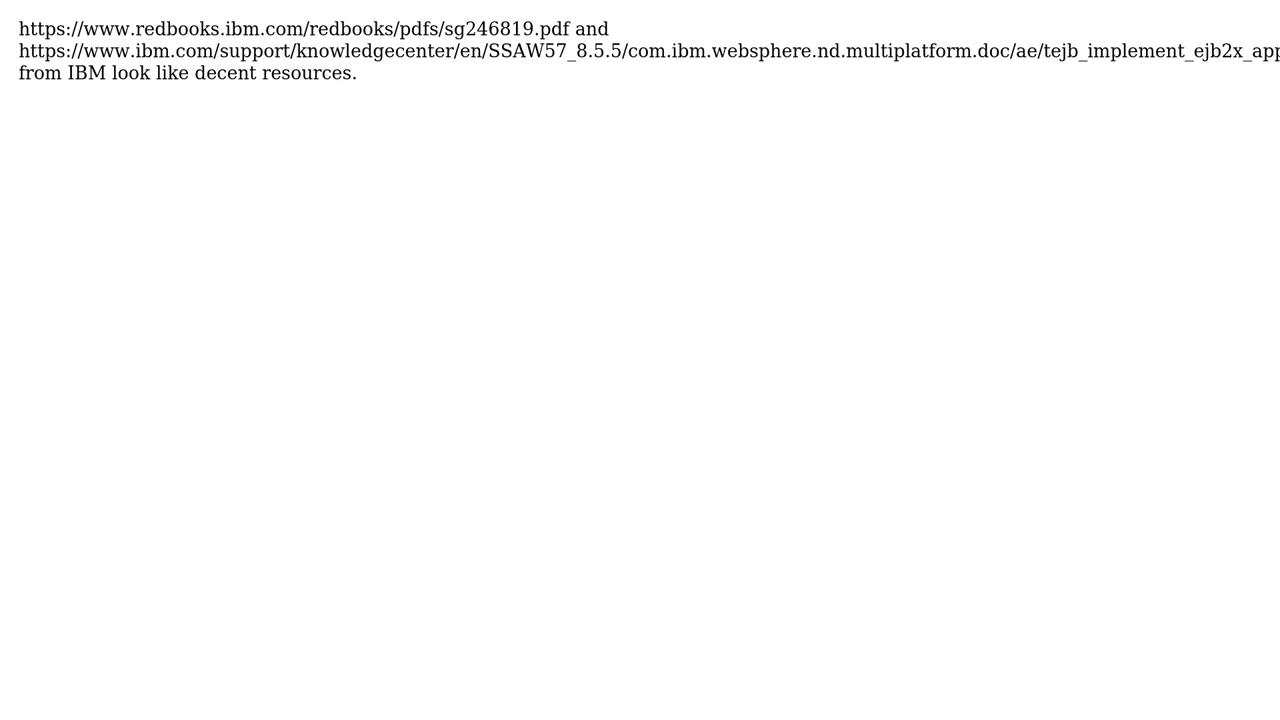 https://www.redbooks.ibm.com/redbooks/pdfs/sg246819.pdf and
https://www.ibm.com/support/knowledgecenter/en/SSAW57_8.5.5/com.ibm.websphere.nd.multiplatform.doc/ae/tejb_implement_ejb2x_app
from IBM look like decent resources.